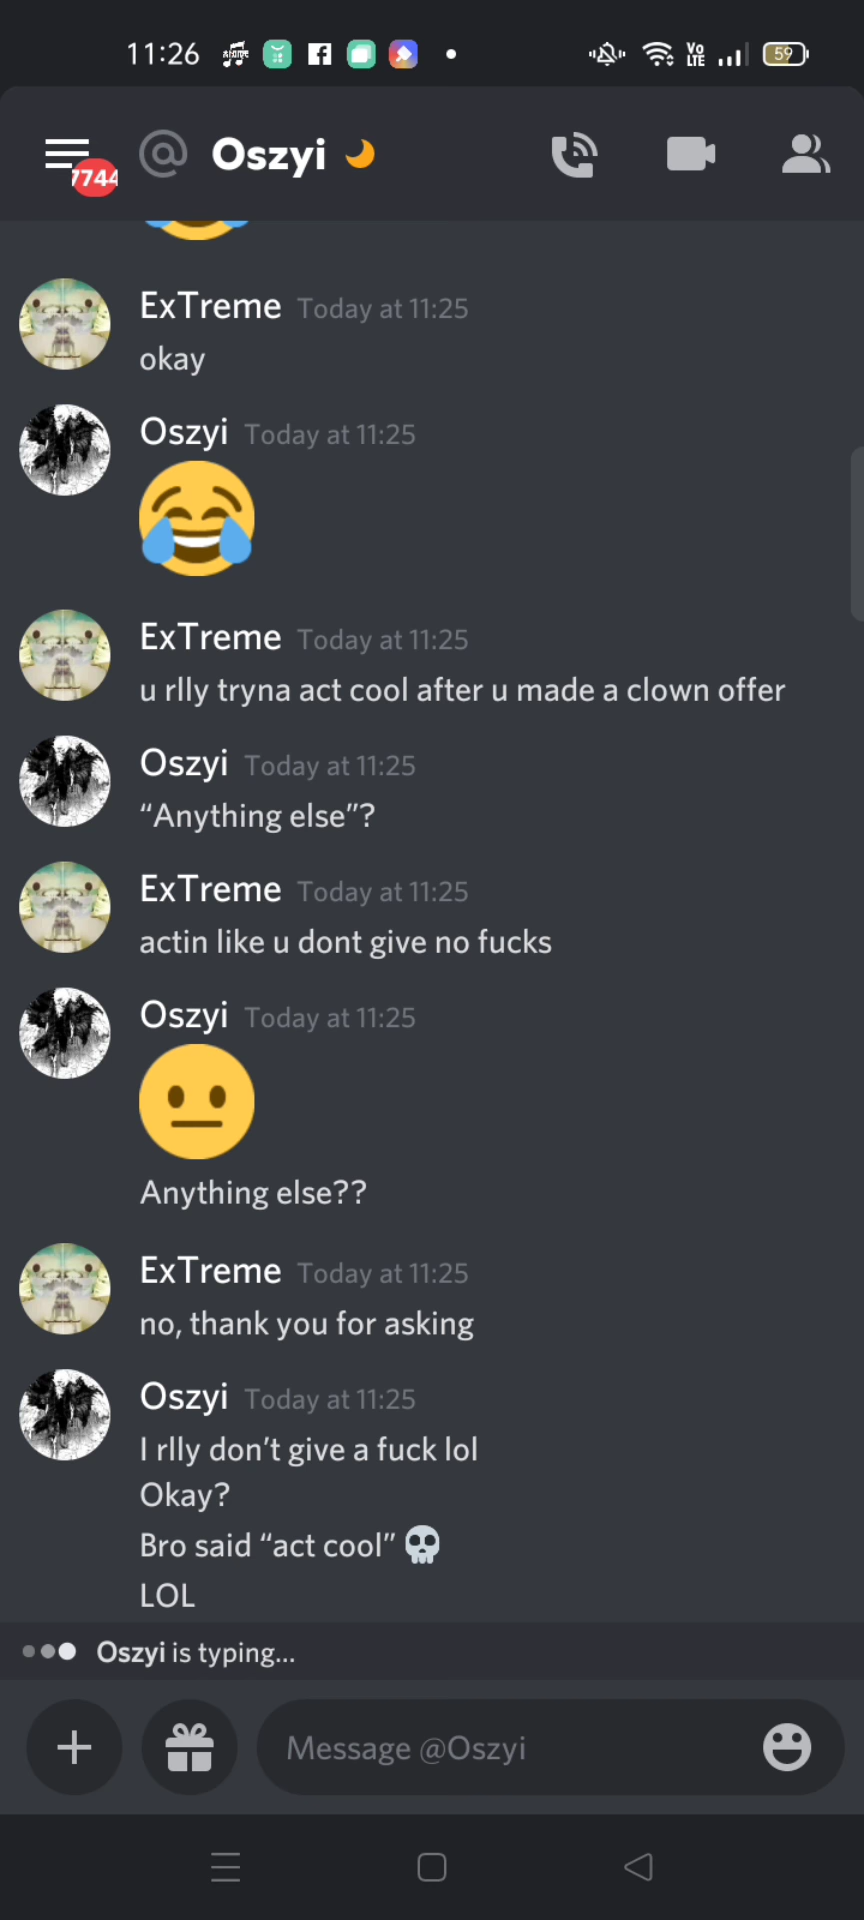 11:26
Vo
LTE
59
7744
@ Oszyi
ExTreme Today at 11:25
okay
Oszyi Today at 11:25
ExTreme Today at 11:25
u rlly tryna act cool after u made a clown offer
Oszyi Today at 11:25
“Anything else”?
ExTreme Today at 11:25
actin like u dont give no fucks
Oszyi Today at 11:25
Anything else??
ExTreme Today at 11:25
no, thank you for asking
Oszyi Today at 11:25
I rlly don’t give a fuck lol
Okay?
Bro said “act cool” 💀
LOL
Oszyi is typing...
Message @Oszyi